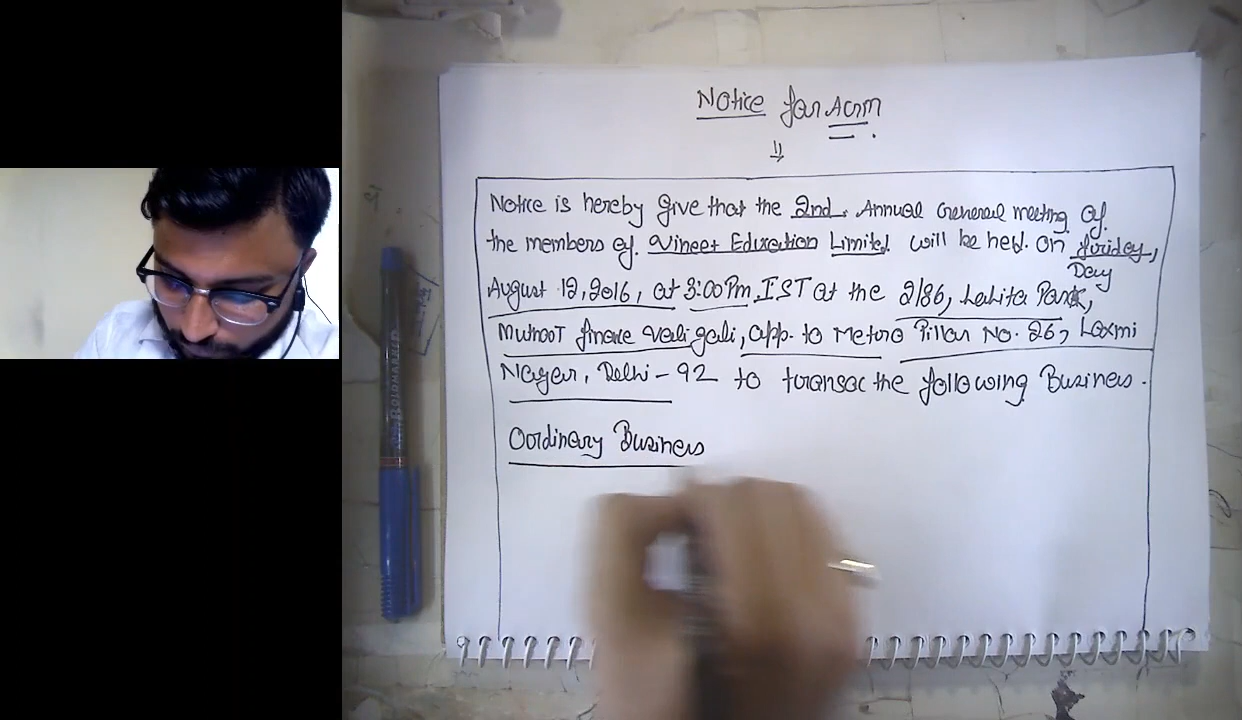 Notice for AGM
Notice is hereby give that the 2nd. Annual General meeting of
the members of. Vineet Education Limited will be held. on friday,
Day
August 12, 2016, at 3:00 Pm IST at the 2/86, Lalita Park,
Muthoot finance vali gali, opp. to Metro Pillar No. 26, Laxmi
Nagar, Delhi - 92 to transac the following Business.
Oordinary Business